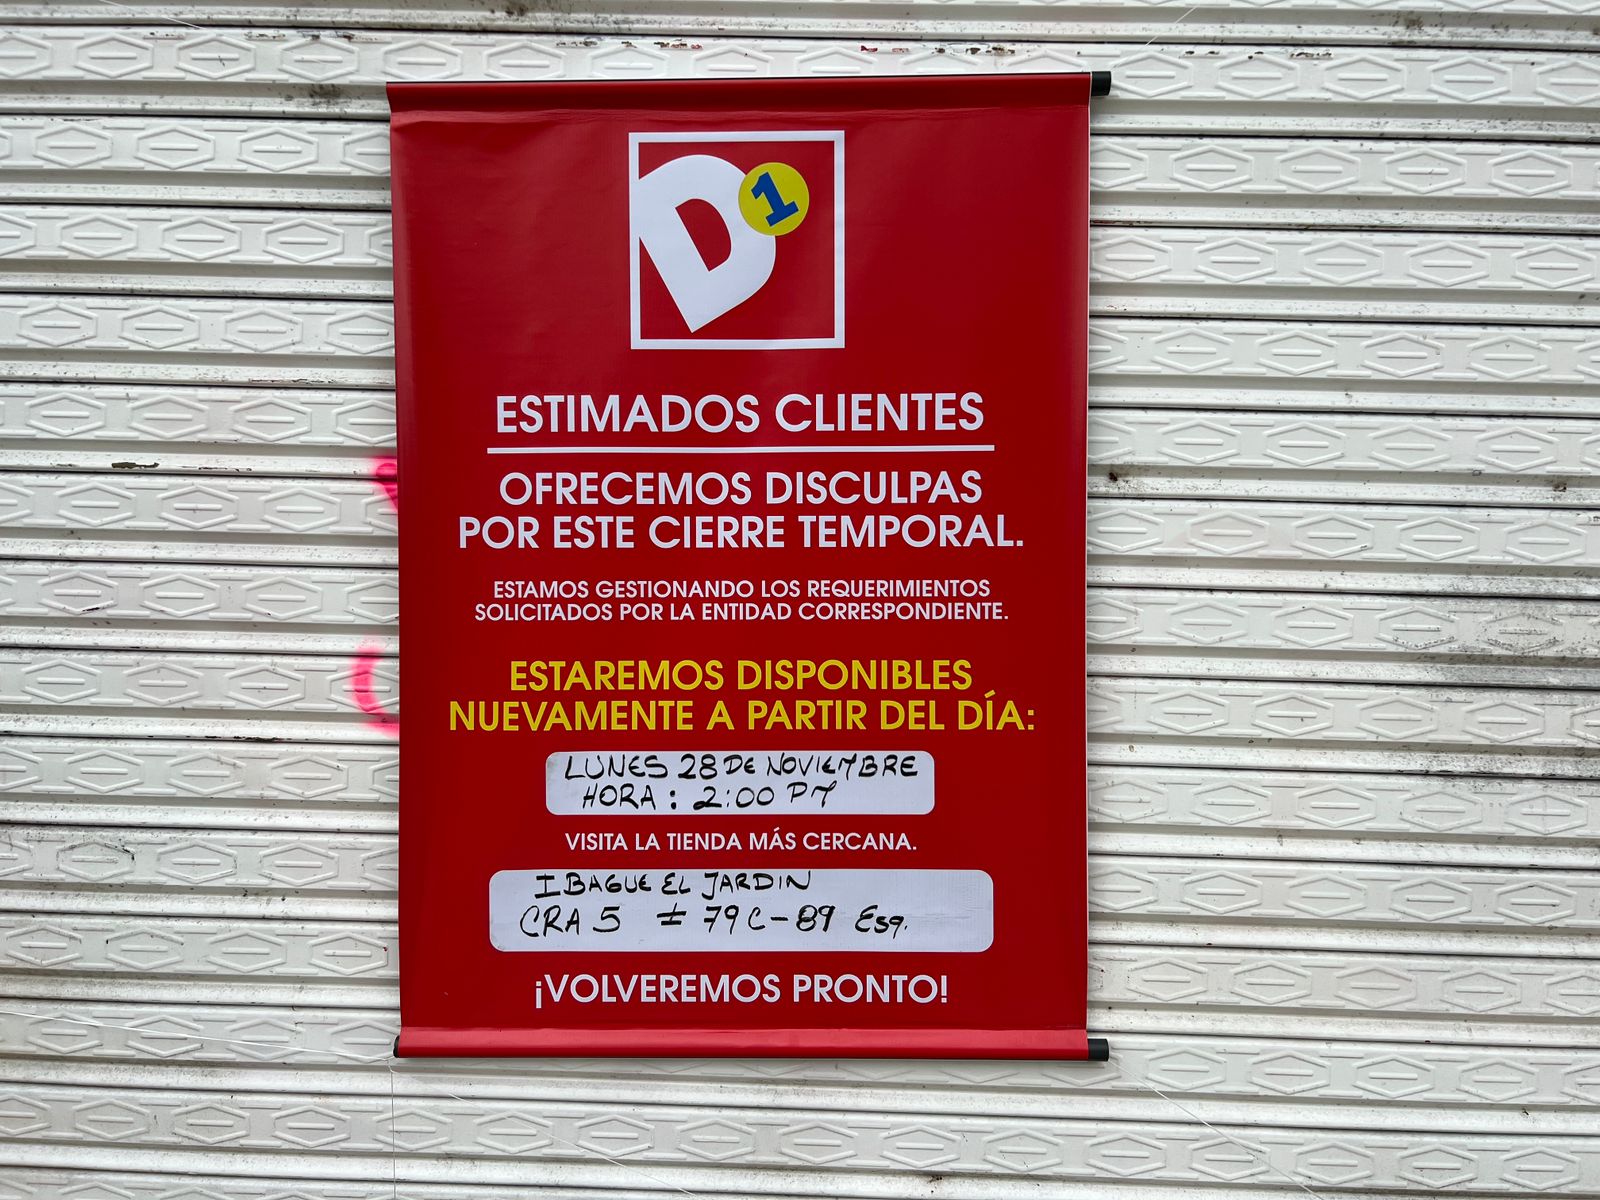 D1
ESTIMADOS CLIENTES
OFRECEMOS DISCULPAS
POR ESTE CIERRE TEMPORAL.
ESTAMOS GESTIONANDO LOS REQUERIMIENTOS
SOLICITADOS POR LA ENTIDAD CORRESPONDIENTE.
ESTAREMOS DISPONIBLES
NUEVAMENTE A PARTIR DEL DÍA:
LUNES 28 DE NOVIEMBRE
HORA : 2:00 PM
VISITA LA TIENDA MÁS CERCANA.
IBAGUE EL JARDIN
CRA 5 # 79C-89 Esq.
¡VOLVEREMOS PRONTO!